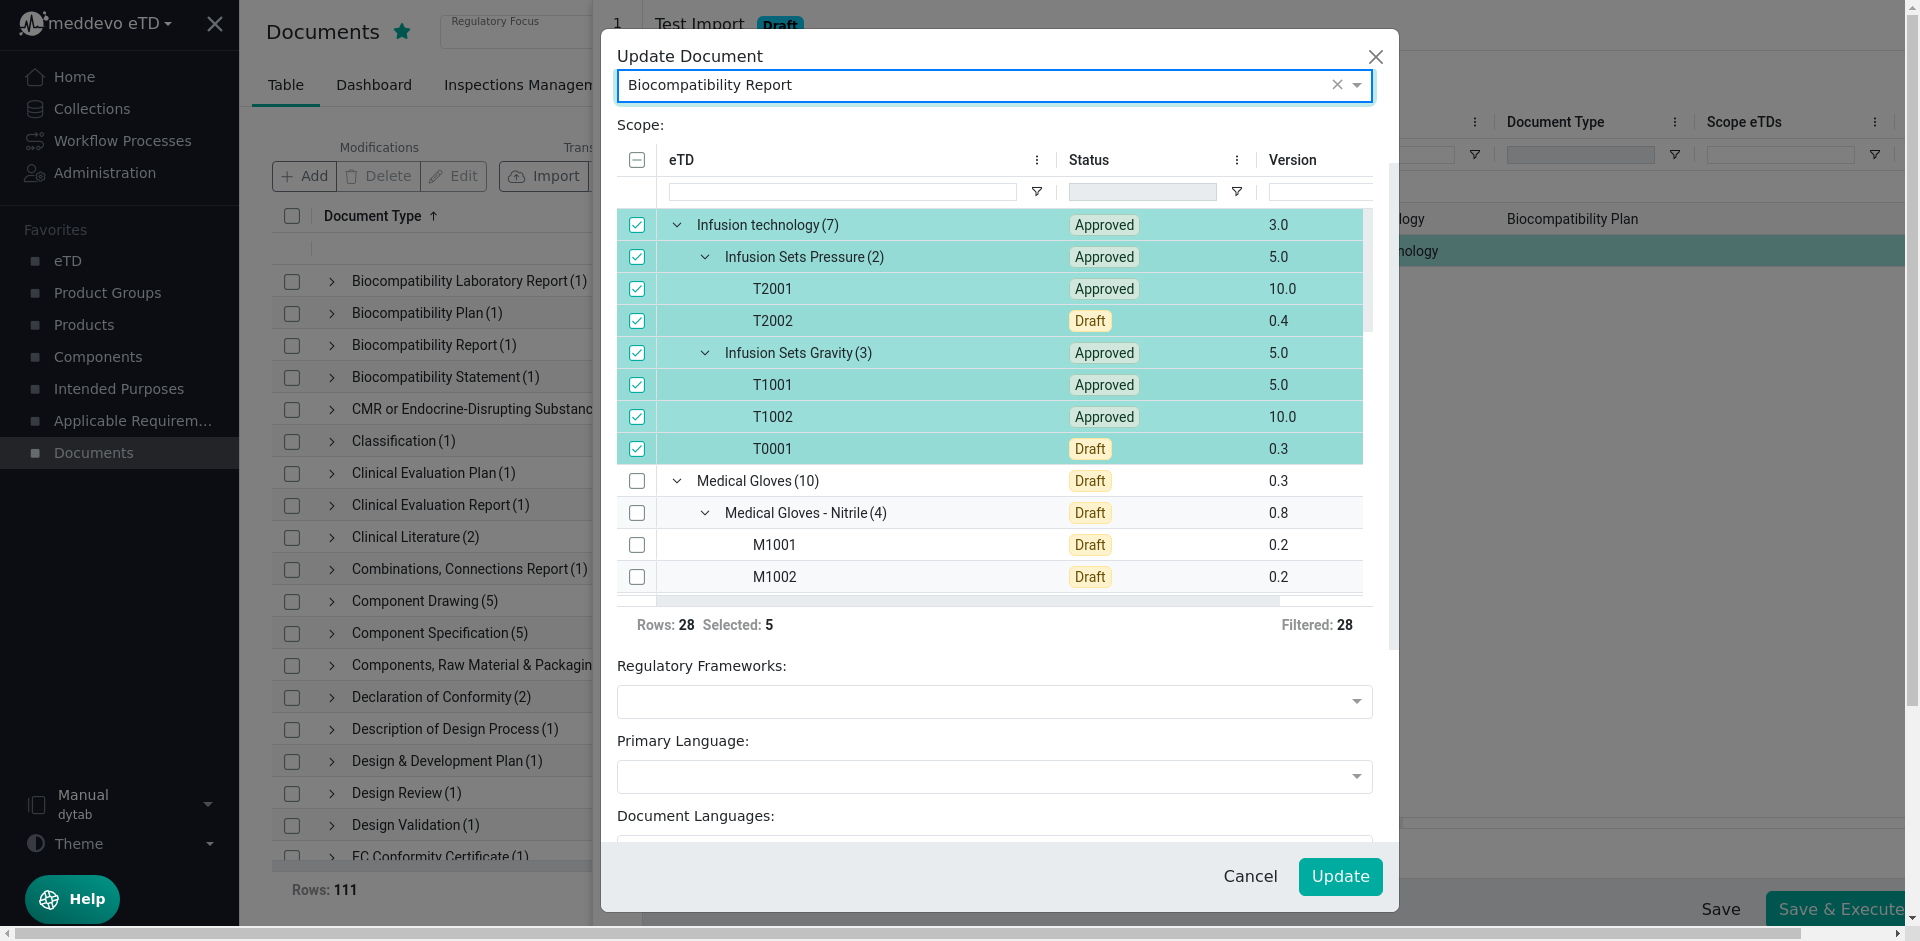 meddevo eTD
Home
Collections
Workflow Processes
Administration
Favorites
eTD
Product Groups
Products
Components
Intended Purposes
Applicable Requirem...
Documents
Manual
dytab
Theme
Help
Documents
Regulatory Focus
Table
Dashboard
Inspections Managem
Modifications
Trans
Add
Delete
Edit
Import
Document Type
Biocompatibility Laboratory Report (1)
Biocompatibility Plan (1)
Biocompatibility Report (1)
Biocompatibility Statement (1)
CMR or Endocrine-Disrupting Substanc
Classification (1)
Clinical Evaluation Plan (1)
Clinical Evaluation Report (1)
Clinical Literature (2)
Combinations, Connections Report (1)
Component Drawing (5)
Component Specification (5)
Components, Raw Material & Packagin
Declaration of Conformity (2)
Description of Design Process (1)
Design & Development Plan (1)
Design Review (1)
Design Validation (1)
EC Conformity Certificate (1)
Rows: 111
1
Test Import Draft
Update Document
Biocompatibility Report
Scope:
eTD Status Version
Infusion technology (7) Approved 3.0
Infusion Sets Pressure (2) Approved 5.0
T2001 Approved 10.0
T2002 Draft 0.4
Infusion Sets Gravity (3) Approved 5.0
T1001 Approved 5.0
T1002 Approved 10.0
T0001 Draft 0.3
Medical Gloves (10) Draft 0.3
Medical Gloves - Nitrile (4) Draft 0.8
M1001 Draft 0.2
M1002 Draft 0.2
Rows: 28 Selected: 5 Filtered: 28
Regulatory Frameworks:
Primary Language:
Document Languages:
Cancel
Update
Document Type Scope eTDs
logy Biocompatibility Plan
nology
Save
Save & Execute